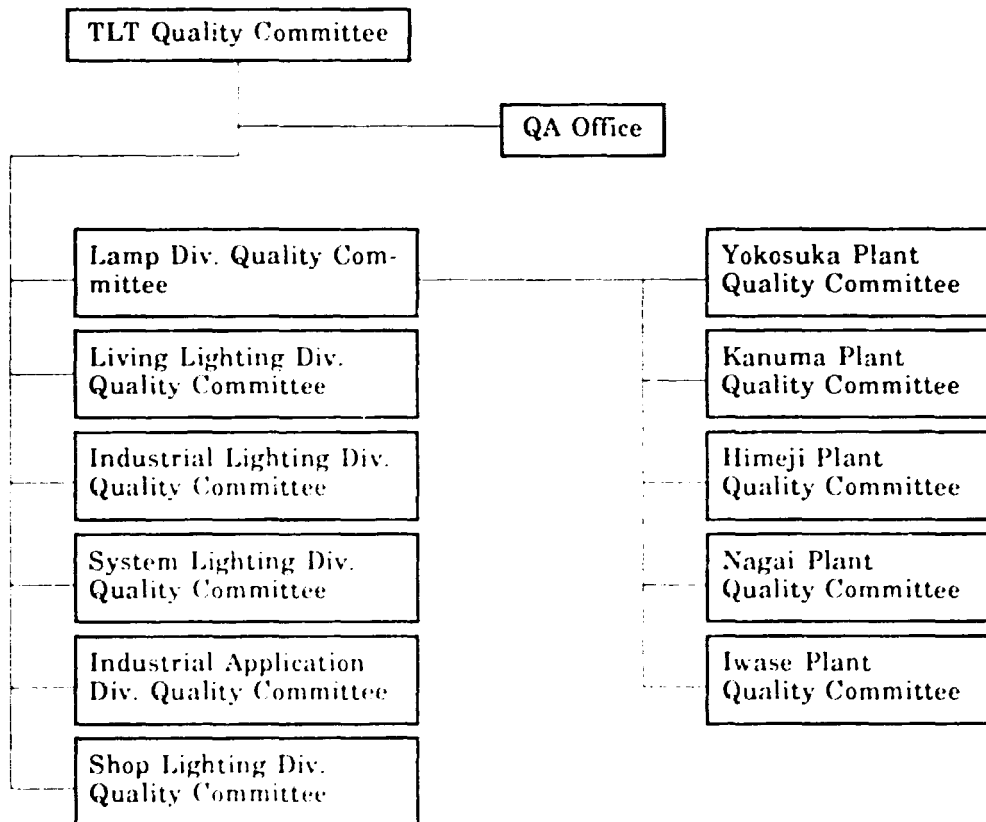 TLT Quality Committee
QA Office
Lamp Div. Quality Com-
mittee
Living Lighting Div.
Quality Committee
Industrial Lighting Div.
Quality Committee
System Lighting Div.
Quality Committee
Industrial Application
Div. Quality Committee
Shop Lighting Div.
Quality Committee
Yokosuka Plant
Quality Committee
Kanuma Plant
Quality Committee
Himeji Plant
Quality Committee
Nagai Plant
Quality Committee
Iwase Plant
Quality Committee